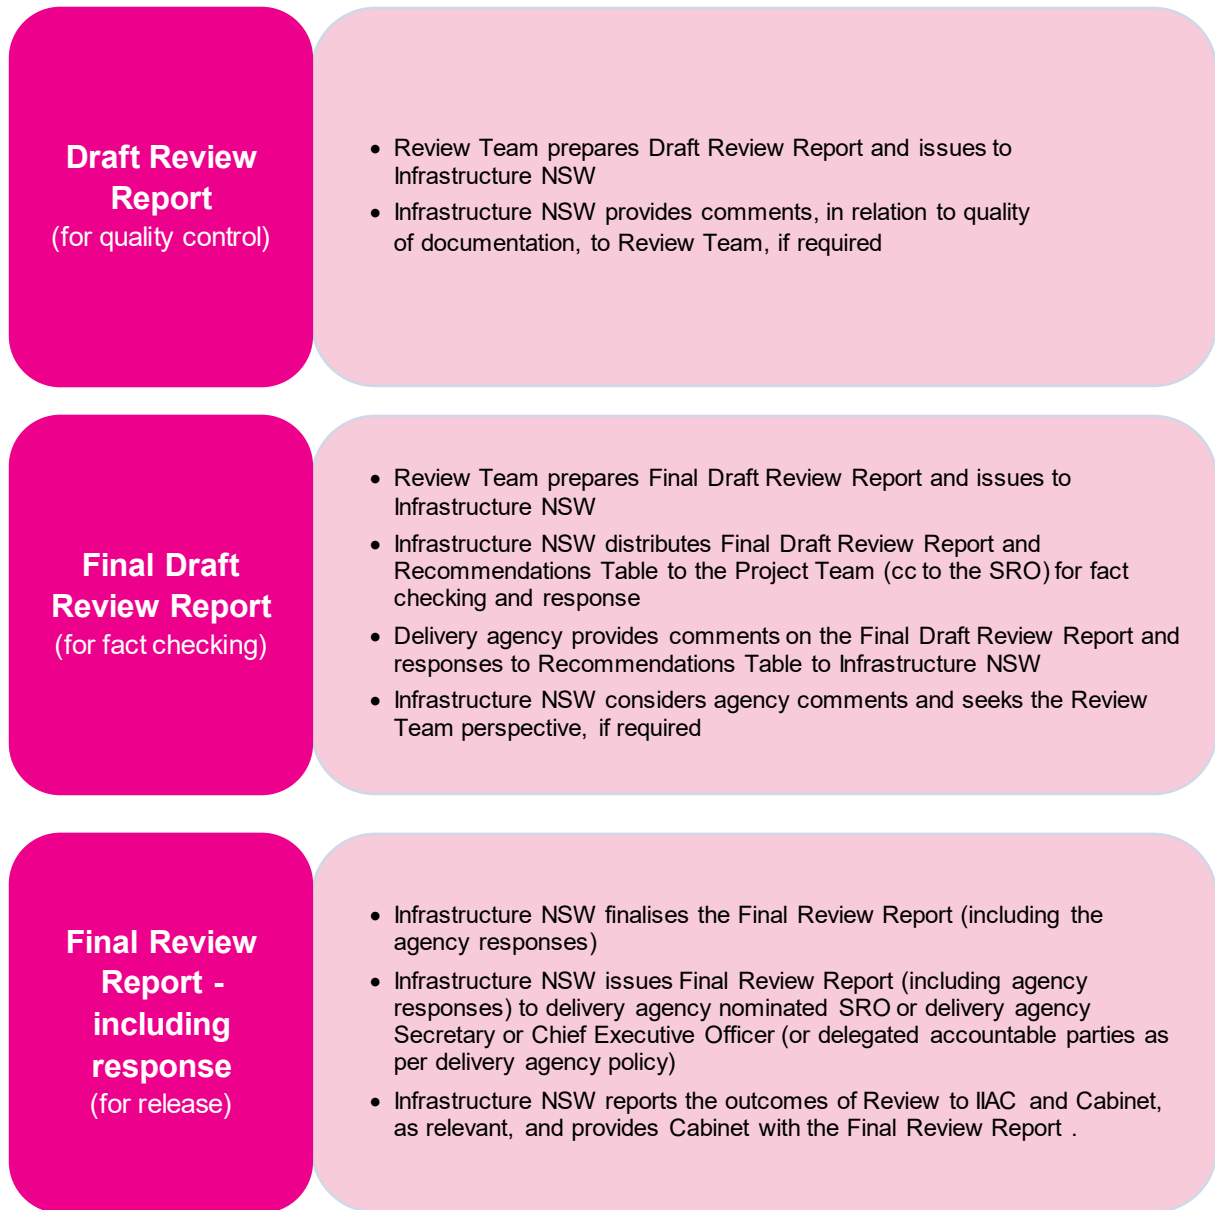 Draft Review
Report
(for quality control)
• Review Team prepares Draft Review Report and issues to
Infrastructure NSW
• Infrastructure NSW provides comments, in relation to quality
of documentation, to Review Team, if required
Final Draft
Review Report
(for fact checking)
• Review Team prepares Final Draft Review Report and issues to
Infrastructure NSW
• Infrastructure NSW distributes Final Draft Review Report and
Recommendations Table to the Project Team (cc to the SRO) for fact
checking and response
• Delivery agency provides comments on the Final Draft Review Report and
responses to Recommendations Table to Infrastructure NSW
• Infrastructure NSW considers agency comments and seeks the Review
Team perspective, if required
Final Review
Report -
including
response
(for release)
• Infrastructure NSW finalises the Final Review Report (including the
agency responses)
• Infrastructure NSW issues Final Review Report (including agency
responses) to delivery agency nominated SRO or delivery agency
Secretary or Chief Executive Officer (or delegated accountable parties as
per delivery agency policy)
• Infrastructure NSW reports the outcomes of Review to IIAC and Cabinet,
as relevant, and provides Cabinet with the Final Review Report .